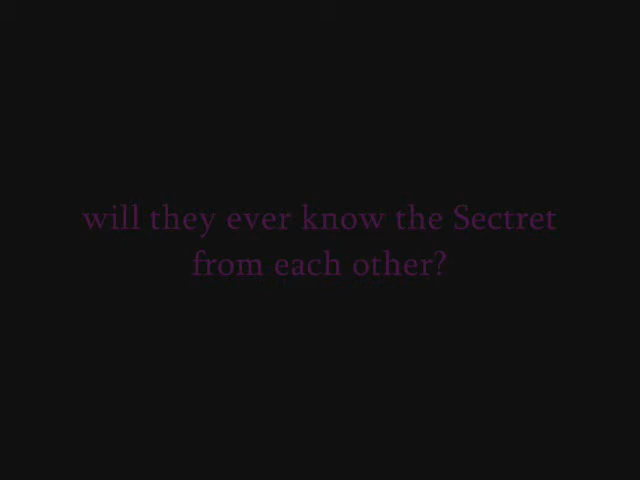 will they ever know the Sectret
from each other?